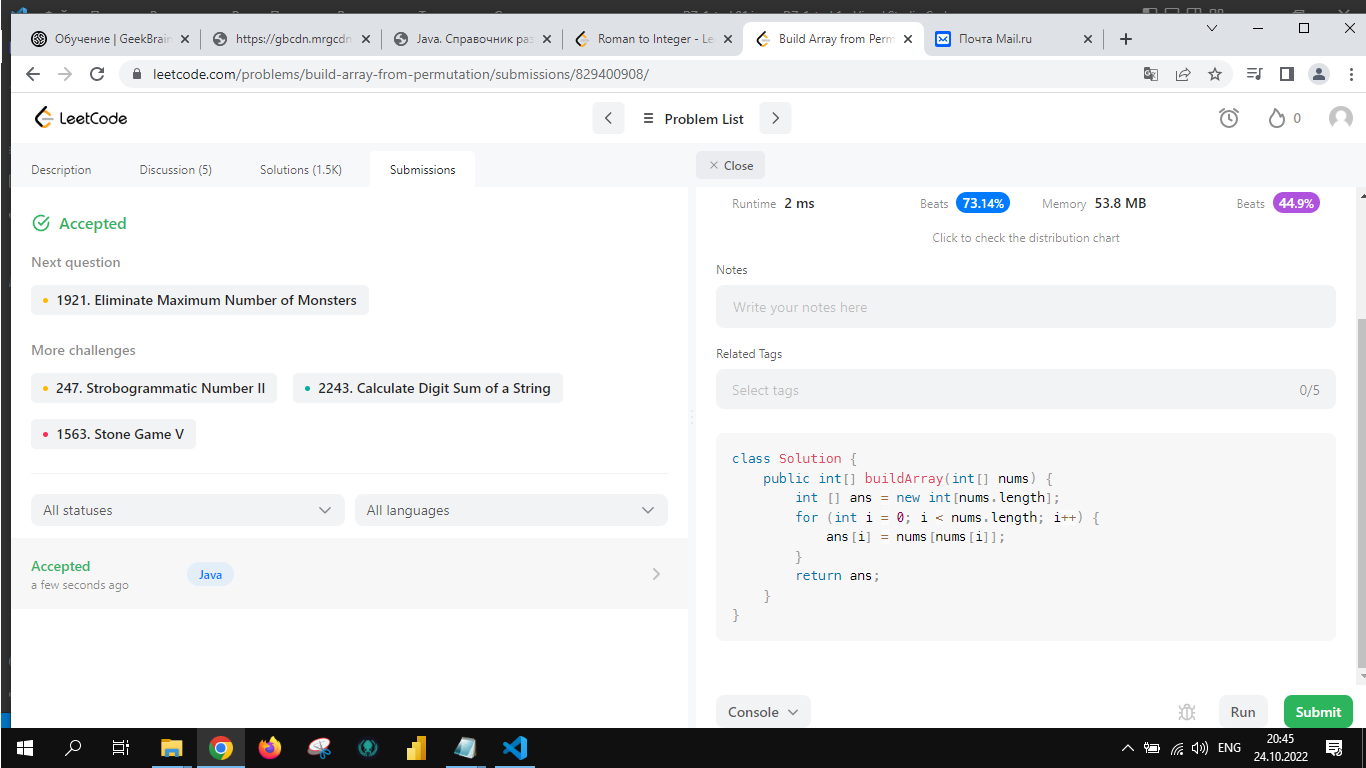 Обучение | GeekBrain
https://gbcdn.mrgcdn
Java. Справочник раз
Roman to Integer - Le
Build Array from Perm
Почта Mail.ru
leetcode.com/problems/build-array-from-permutation/submissions/829400908/
LeetCode
Problem List
0
Description
Discussion (5)
Solutions (1.5K)
Submissions
Close
Accepted
Next question
1921. Eliminate Maximum Number of Monsters
More challenges
247. Strobogrammatic Number II
2243. Calculate Digit Sum of a String
1563. Stone Game V
All statuses
All languages
Accepted
a few seconds ago
Java
Runtime 2 ms
Beats 73.14%
Memory 53.8 MB
Beats 44.9%
Click to check the distribution chart
Notes
Write your notes here
Related Tags
Select tags
0/5
class Solution {
public int[] buildArray(int[] nums) {
int [] ans = new int[nums.length];
for (int i = 0; i < nums.length; i++) {
ans[i] = nums[nums[i]];
}
return ans;
}
}
Console
Run
Submit
ENG
20:45
24.10.2022